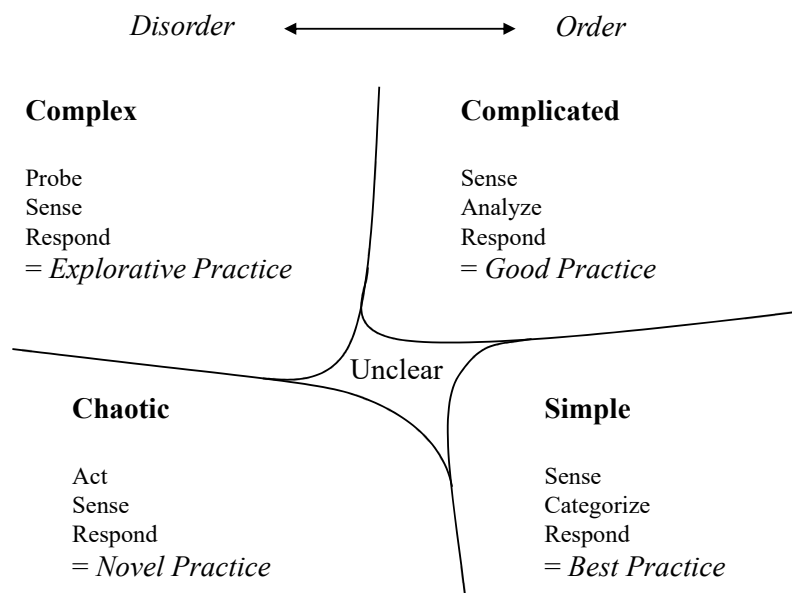 Disorder Order
Complex
Probe
Sense
Respond
= Explorative Practice
Complicated
Sense
Analyze
Respond
= Good Practice
Unclear
Chaotic
Act
Sense
Respond
= Novel Practice
Simple
Sense
Categorize
Respond
= Best Practice